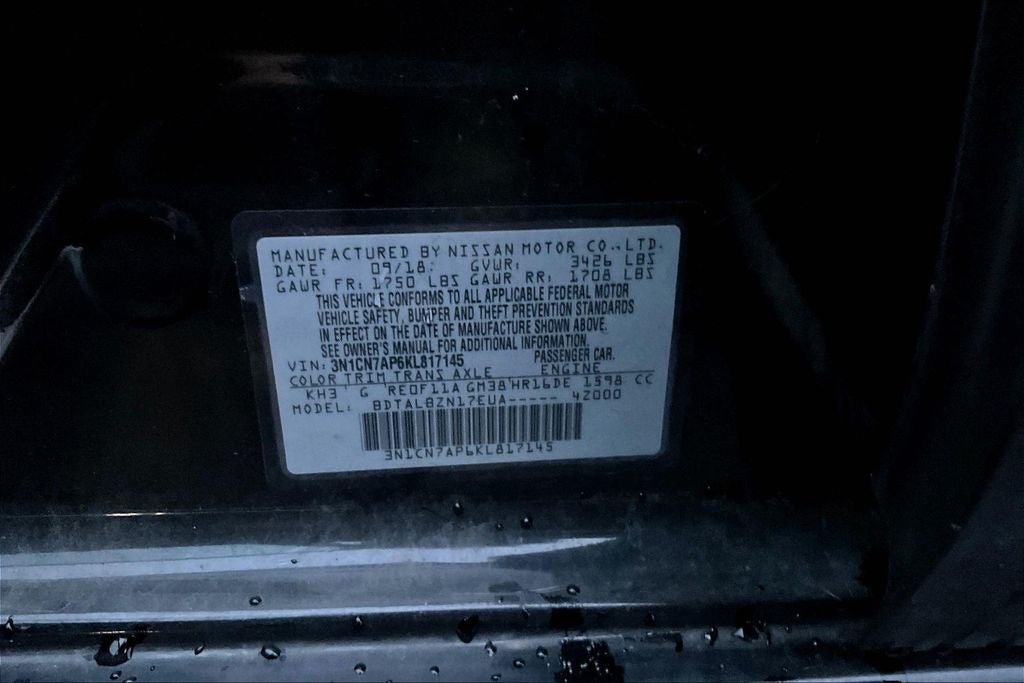 MANUFACTURED BY NISSAN MOTOR CO.,LTD.
DATE: 09/18 GVWR: 3426 LBS
GAWR FR: 1750 LBS GAWR RR: 1708 LBS
THIS VEHICLE CONFORMS TO ALL APPLICABLE FEDERAL MOTOR
VEHICLE SAFETY, BUMPER AND THEFT PREVENTION STANDARDS
IN EFFECT ON THE DATE OF MANUFACTURE SHOWN ABOVE.
SEE OWNER'S MANUAL FOR ADDITIONAL INFORMATION.
VIN: 3N1CN7AP6KL817145 PASSENGER CAR.
COLOR TRIM TRANS AXLE ENGINE
KH3 G RE0F11A GM38 HR16DE 1598 CC
MODEL: BDTALBZN17EUA----- 4Z000
3N1CN7AP6KL817145